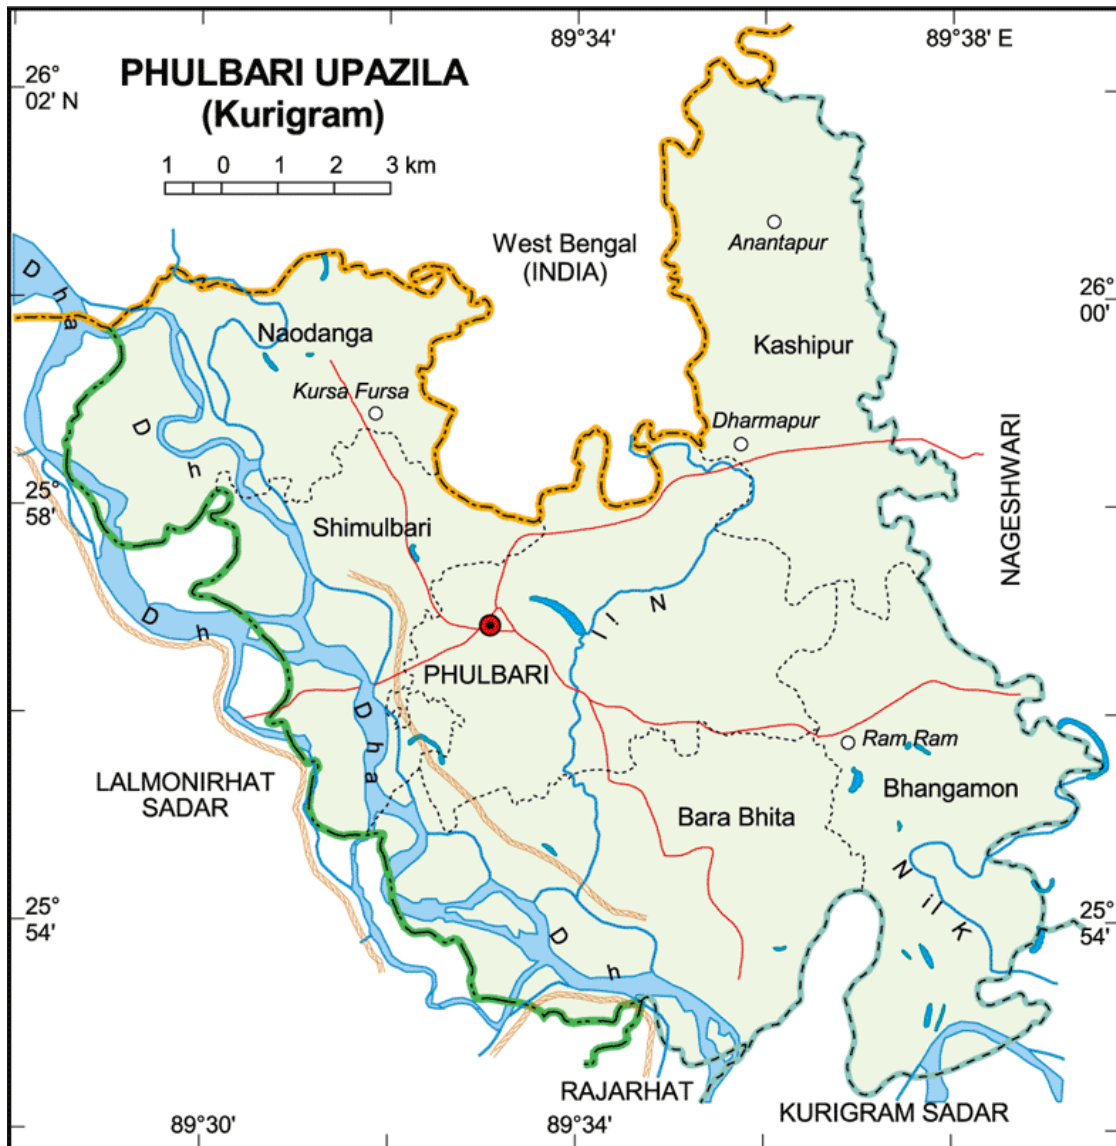 89°34'
89°38' E
PHULBARI UPAZILA
(Kurigram)
26°
02' N
1 0 1 2 3 km
West Bengal
(INDIA)
Anantapur
D h a
26°
00'
Naodanga
Kashipur
Kursa Fursa
Dharmapur
D h
NAGESHWARI
25°
58'
Shimulbari
N i l
D h
PHULBARI
D h a
Ram Ram
LALMONIRHAT
SADAR
Bhangamon
Bara Bhita
N i l k
25°
54'
25°
54'
D h
RAJARHAT
KURIGRAM SADAR
89°30'
89°34'